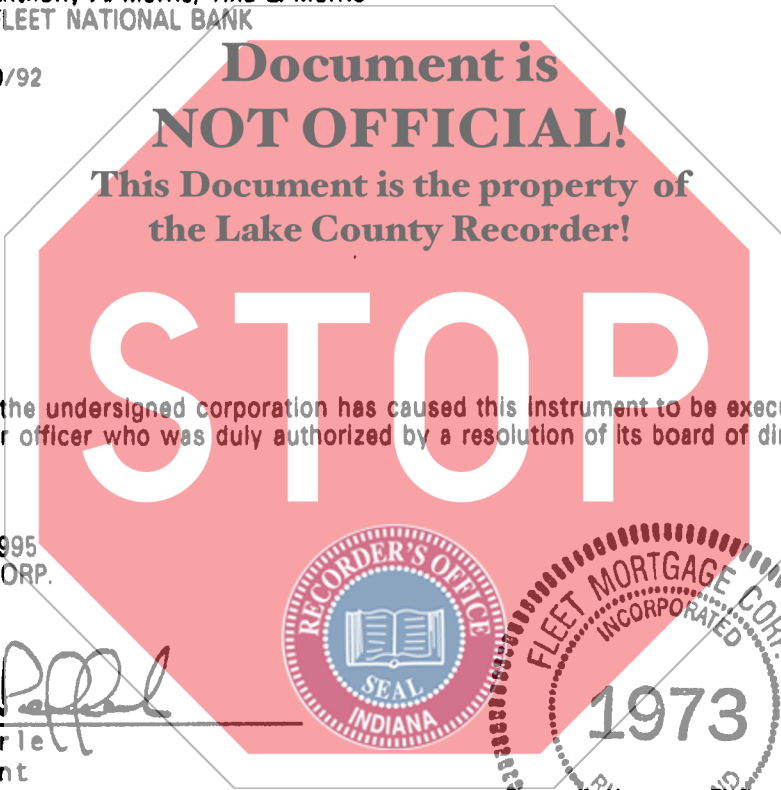 FLEET NATIONAL BANK
/92
Document is
NOT OFFICIAL!
This Document is the property of
the Lake County Recorder!
STOP
the undersigned corporation has caused this instrument to be execu
r officer who was duly authorized by a resolution of its board of di
995
ORP.
RECORDER'S OFFICE
SEAL
INDIANA
FLEET MORTGAGE CORP.
INCORPORATED
1973
rle
nt